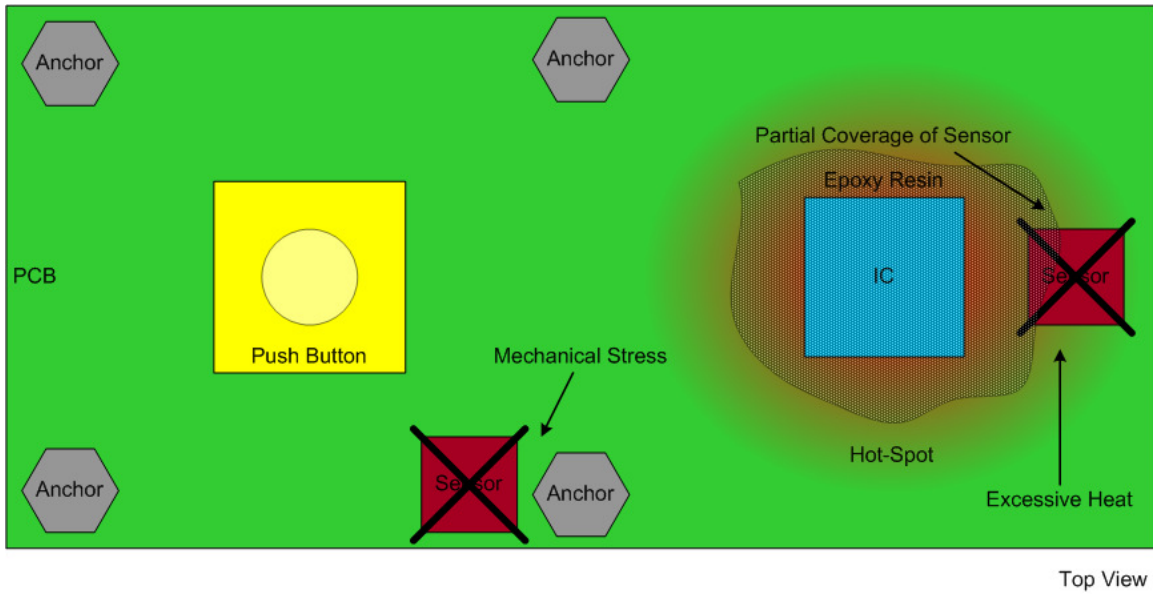 Anchor
Anchor
Partial Coverage of Sensor
Epoxy Resin
PCB
IC
Sensor
Push Button
Mechanical Stress
Hot-Spot
Anchor
Sensor
Anchor
Excessive Heat
Top View